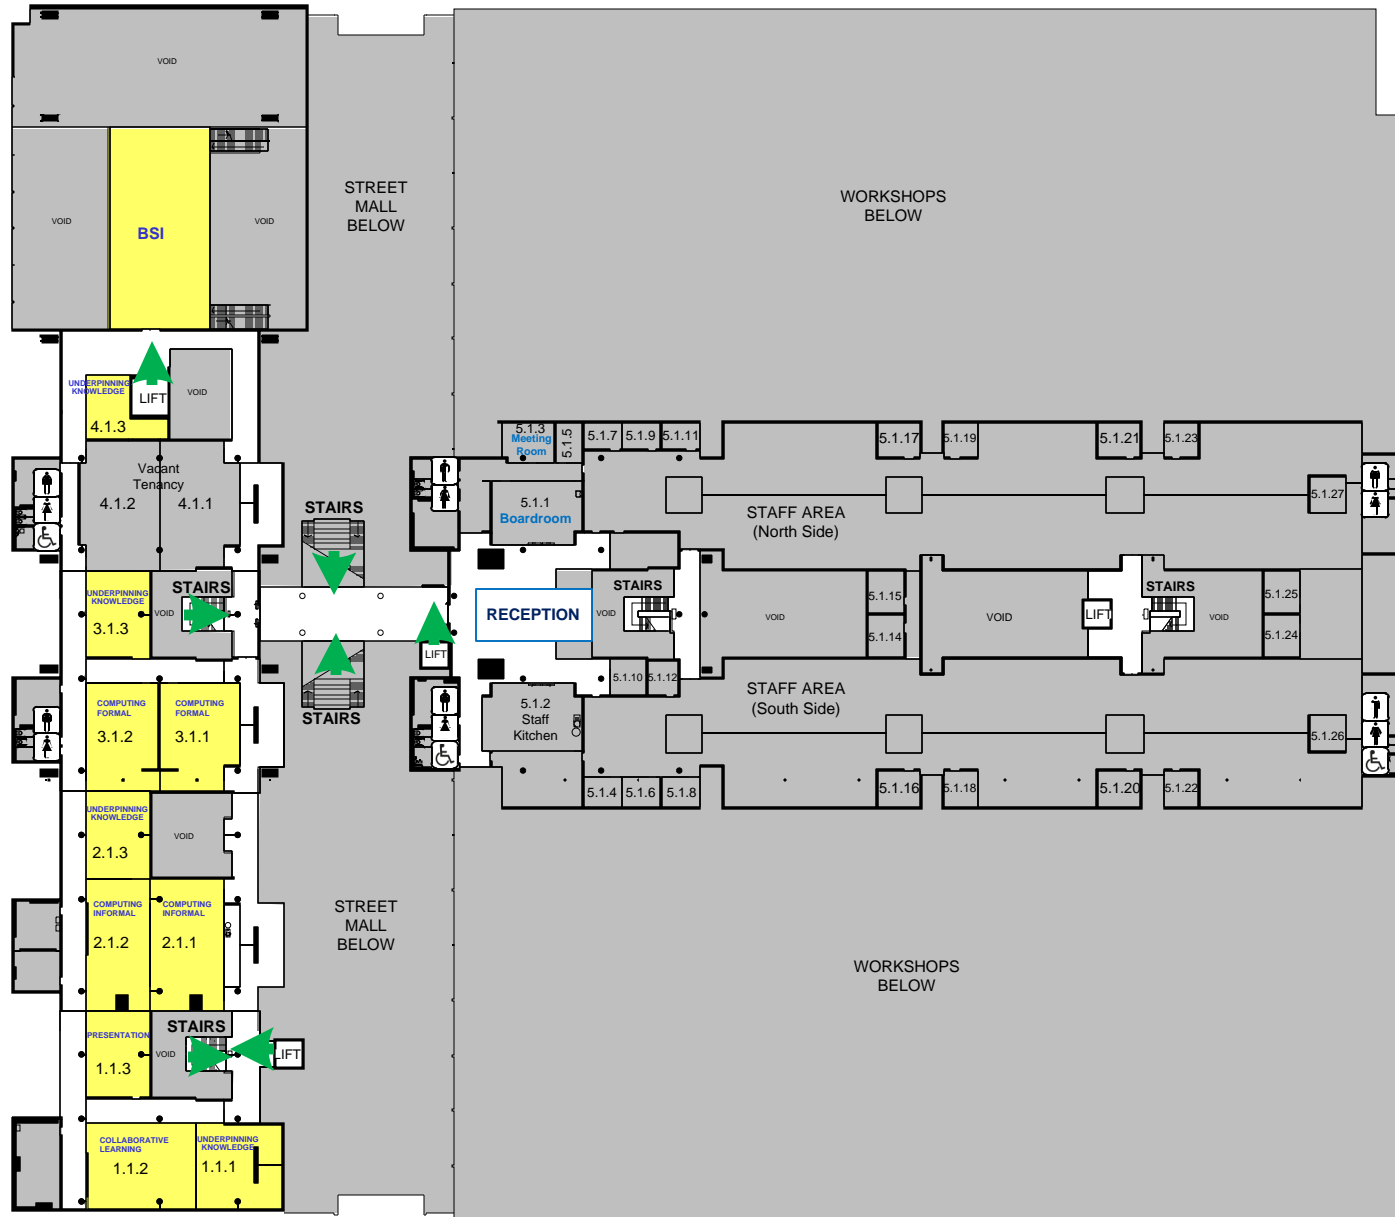 VOID
VOID
BSI
VOID
STREET
MALL
BELOW
WORKSHOPS
BELOW
UNDERPINNING
KNOWLEDGE
4.1.3
LIFT
VOID
Vacant
Tenancy
4.1.2
4.1.1
5.1.3
Meeting
Room
5.1.5
5.1.7
5.1.9
5.1.11
5.1.17
5.1.19
5.1.21
5.1.23
5.1.1
Boardroom
STAFF AREA
(North Side)
5.1.27
STAIRS
UNDERPINNING
KNOWLEDGE
3.1.3
VOID
STAIRS
LIFT
RECEPTION
VOID
STAIRS
VOID
5.1.15
5.1.14
VOID
LIFT
STAIRS
VOID
5.1.25
5.1.24
STAIRS
5.1.10
5.1.12
5.1.2
Staff
Kitchen
STAFF AREA
(South Side)
5.1.26
5.1.4
5.1.6
5.1.8
5.1.16
5.1.18
5.1.20
5.1.22
COMPUTING
FORMAL
3.1.2
COMPUTING
FORMAL
3.1.1
UNDERPINNING
KNOWLEDGE
2.1.3
VOID
COMPUTING
INFORMAL
2.1.2
COMPUTING
INFORMAL
2.1.1
STREET
MALL
BELOW
WORKSHOPS
BELOW
PRESENTATION
1.1.3
VOID
STAIRS
LIFT
COLLABORATIVE
LEARNING
1.1.2
UNDERPINNING
KNOWLEDGE
1.1.1